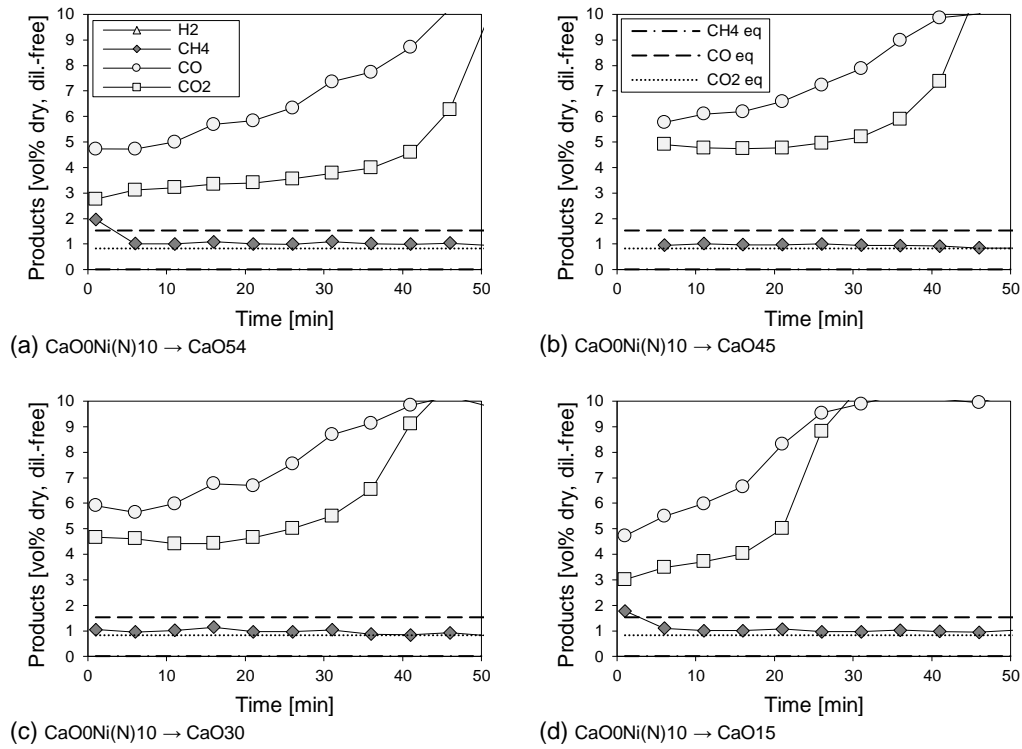 Products [vol% dry, dil.-free]
10
9
8
7
6
5
4
3
2
1
0
H2
CH4
CO
CO2
0 10 20 30 40 50
Time [min]
(a) CaO0Ni(N)10 → CaO54
Products [vol% dry, dil.-free]
10
9
8
7
6
5
4
3
2
1
0
CH4 eq
CO eq
CO2 eq
0 10 20 30 40 50
Time [min]
(b) CaO0Ni(N)10 → CaO45
Products [vol% dry, dil.-free]
10
9
8
7
6
5
4
3
2
1
0
0 10 20 30 40 50
Time [min]
(c) CaO0Ni(N)10 → CaO30
Products [vol% dry, dil.-free]
10
9
8
7
6
5
4
3
2
1
0
0 10 20 30 40 50
Time [min]
(d) CaO0Ni(N)10 → CaO15